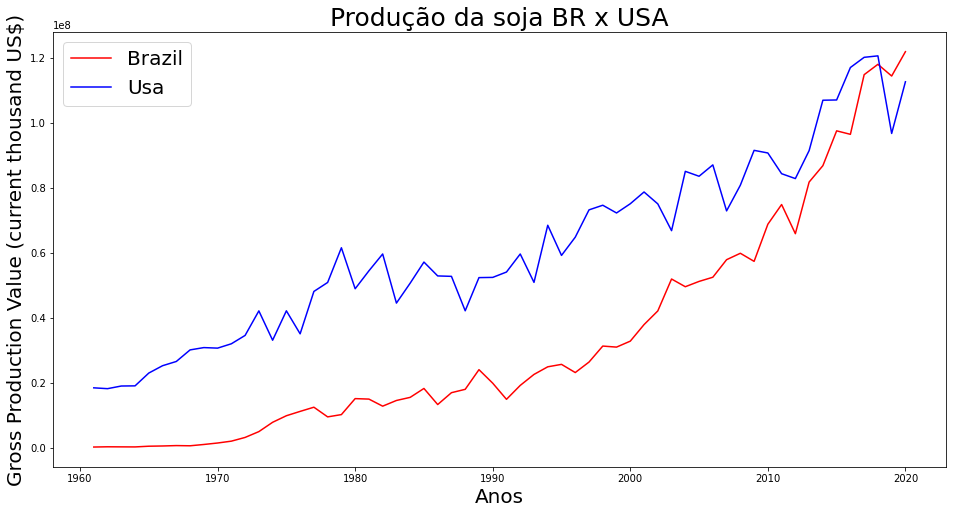 Produção da soja BR x USA
1e8
Gross Production Value (current thousand US$)
1.2
1.0
0.8
0.6
0.4
0.2
0.0
Brazil
Usa
1960 1970 1980 1990 2000 2010 2020
Anos